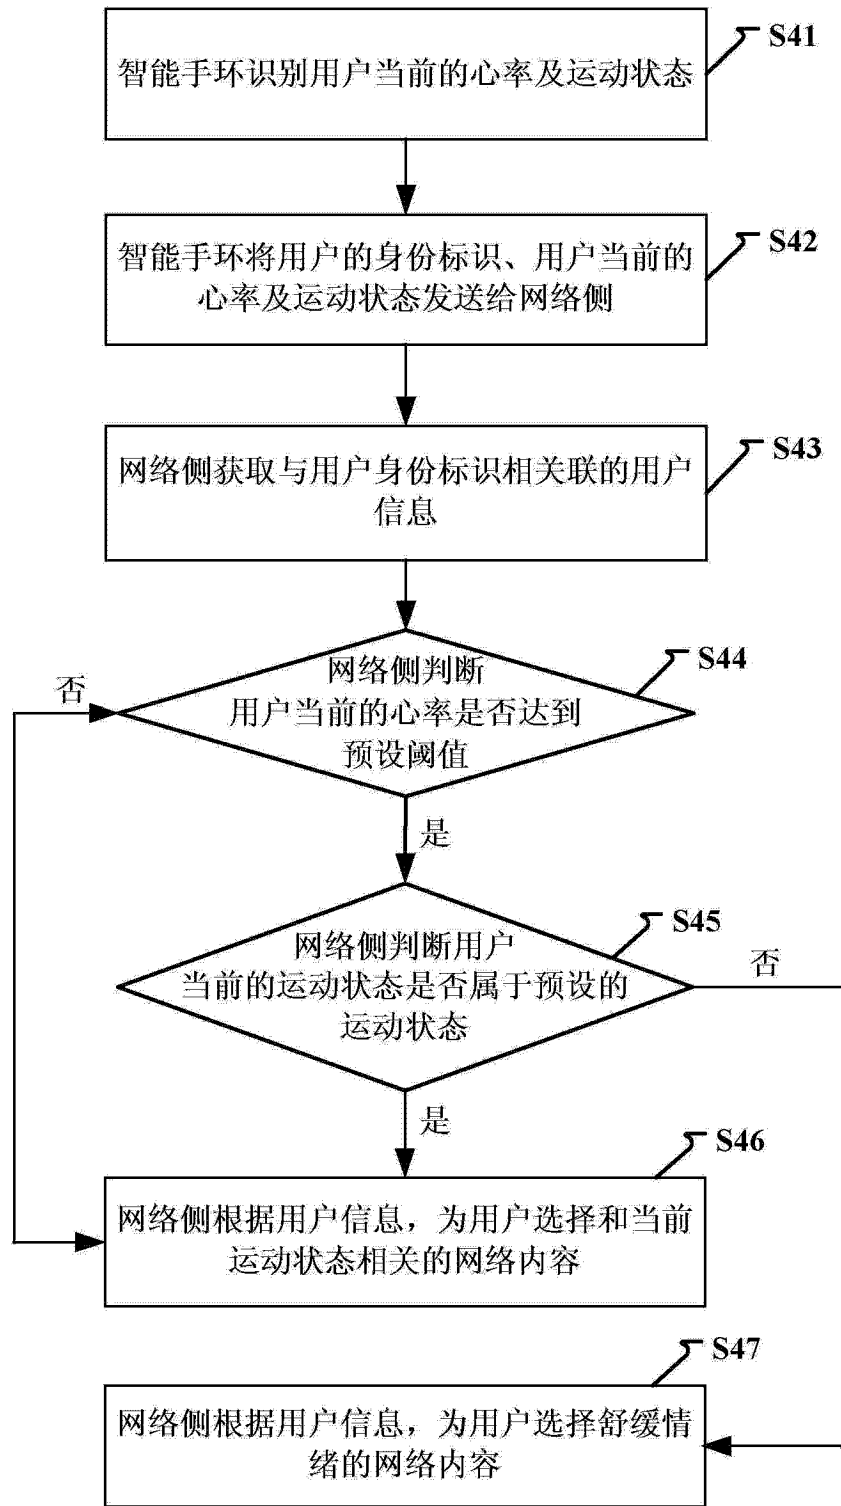 S41
智能手环识别用户当前的心率及运动状态
S42
智能手环将用户的身份标识、用户当前的
心率及运动状态发送给网络侧
S43
网络侧获取与用户身份标识相关联的用户
信息
S44
网络侧判断
用户当前的心率是否达到
预设阈值
否
是
S45
网络侧判断用户
当前的运动状态是否属于预设的
运动状态
否
是
S46
网络侧根据用户信息，为用户选择和当前
运动状态相关的网络内容
S47
网络侧根据用户信息，为用户选择舒缓情
绪的网络内容